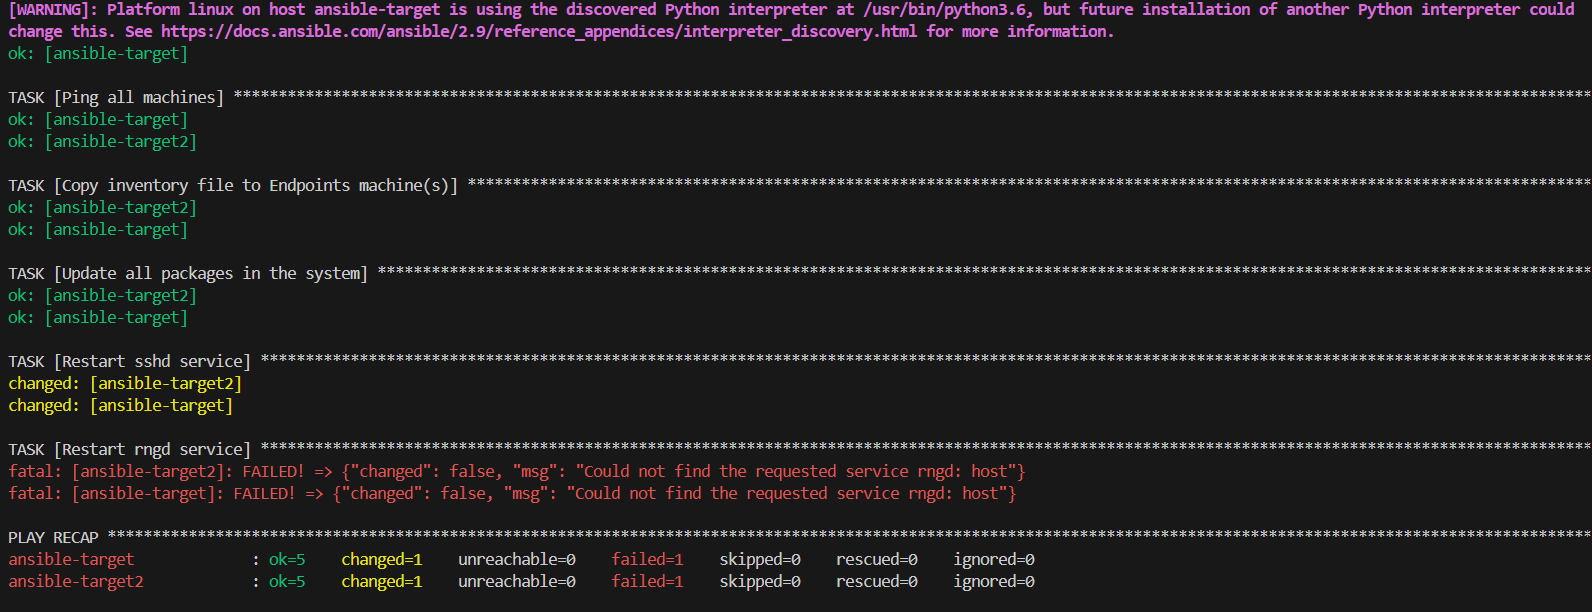 [WARNING]: Platform linux on host ansible-target is using the discovered Python interpreter at /usr/bin/python3.6, but future installation of another Python interpreter could
change this. See https://docs.ansible.com/ansible/2.9/reference_appendices/interpreter_discovery.html for more information.
ok: [ansible-target]
TASK [Ping all machines] *******************************************************************************************************************************************************
ok: [ansible-target]
ok: [ansible-target2]
TASK [Copy inventory file to Endpoints machine(s)] *****************************************************************************************************************************
ok: [ansible-target2]
ok: [ansible-target]
TASK [Update all packages in the system] ***************************************************************************************************************************************
ok: [ansible-target2]
ok: [ansible-target]
TASK [Restart sshd service] ****************************************************************************************************************************************************
changed: [ansible-target2]
changed: [ansible-target]
TASK [Restart rngd service] ****************************************************************************************************************************************************
fatal: [ansible-target2]: FAILED! => {"changed": false, "msg": "Could not find the requested service rngd: host"}
fatal: [ansible-target]: FAILED! => {"changed": false, "msg": "Could not find the requested service rngd: host"}
PLAY RECAP *********************************************************************************************************************************************************************
ansible-target             : ok=5    changed=1    unreachable=0    failed=1    skipped=0    rescued=0    ignored=0
ansible-target2            : ok=5    changed=1    unreachable=0    failed=1    skipped=0    rescued=0    ignored=0